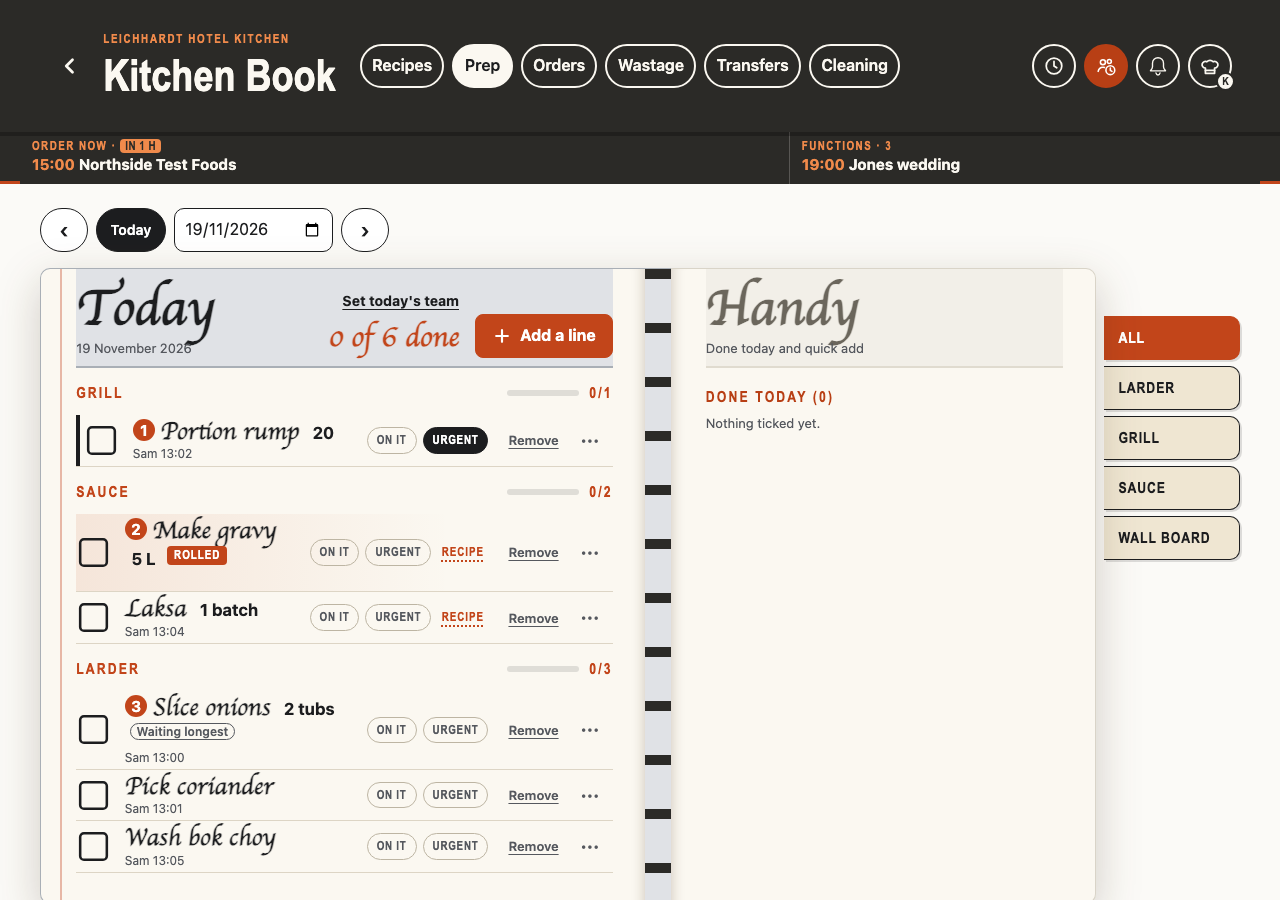 LEICHHARDT HOTEL KITCHEN
Kitchen Book
Recipes
Prep
Orders
Wastage
Transfers
Cleaning
K
ORDER NOW · IN 1 H
15:00 Northside Test Foods
FUNCTIONS · 3
19:00 Jones wedding
‹
Today
19/11/2026
›
Today
19 November 2026
Set today's team
0 of 6 done
+ Add a line
GRILL 0/1
1 Portion rump 20
Sam 13:02
ON IT URGENT Remove ...
SAUCE 0/2
2 Make gravy
5 L ROLLED
ON IT URGENT RECIPE Remove ...
Laksa 1 batch
Sam 13:04
ON IT URGENT RECIPE Remove ...
LARDER 0/3
3 Slice onions 2 tubs
Waiting longest
Sam 13:00
ON IT URGENT Remove ...
Pick coriander
Sam 13:01
ON IT URGENT Remove ...
Wash bok choy
Sam 13:05
ON IT URGENT Remove ...
Handy
Done today and quick add
DONE TODAY (0)
Nothing ticked yet.
ALL
LARDER
GRILL
SAUCE
WALL BOARD